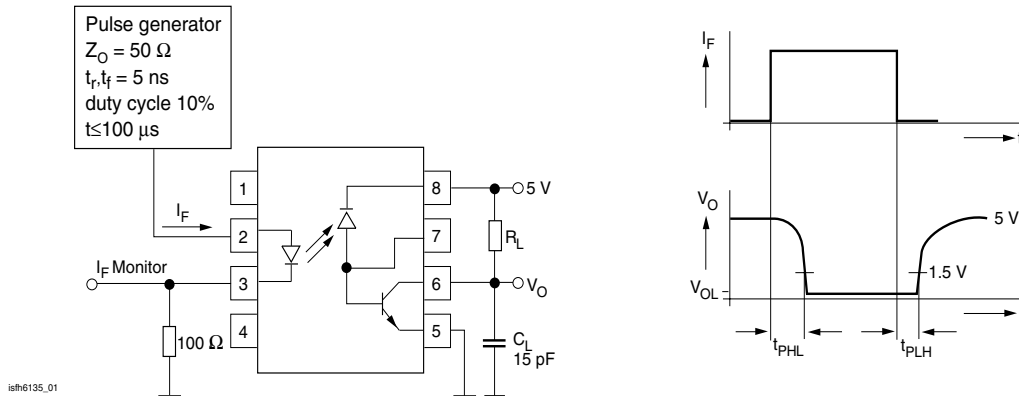 Pulse generator
Z_O = 50 Ω
t_r,t_f = 5 ns
duty cycle 10%
t≤100 µs
I_F
1
2
3
4
8
7
6
5
I_F Monitor
100 Ω
5 V
R_L
V_O
C_L
15 pF
isfh6135_01
I_F
t
V_O
5 V
1.5 V
V_OL
t_PHL
t_PLH